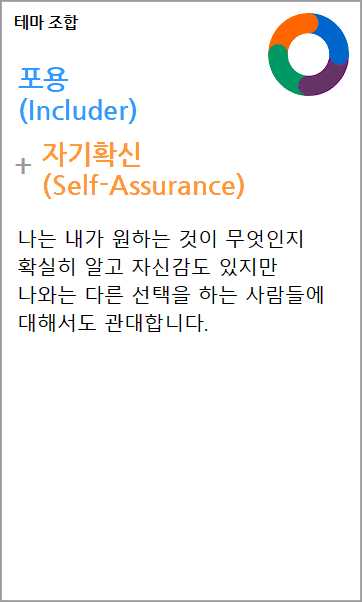 테마 조합
포용
(Includer)
+ 자기확신
(Self-Assurance)
나는 내가 원하는 것이 무엇인지
확실히 알고 자신감도 있지만
나와는 다른 선택을 하는 사람들에
대해서도 관대합니다.